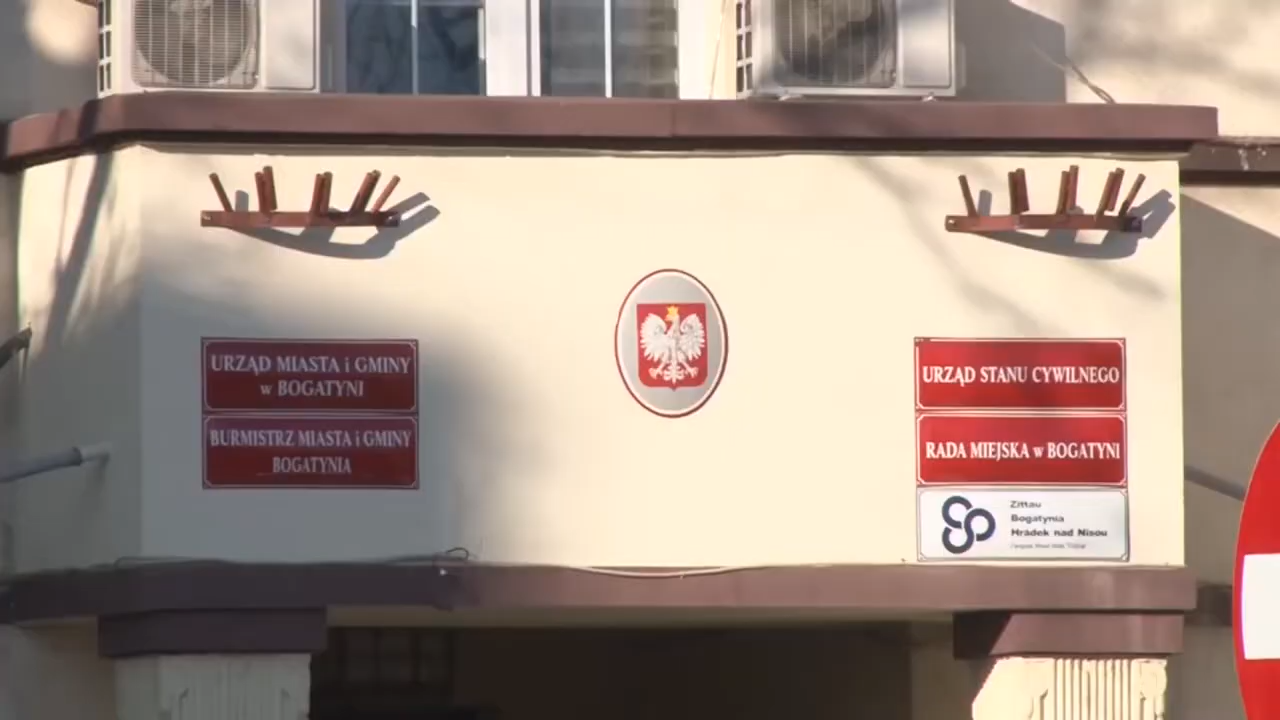 URZĄD MIASTA i GMINY
w BOGATYNI
BURMISTRZ MIASTA i GMINY
BOGATYNIA
URZĄD STANU CYWILNEGO
RADA MIEJSKA w BOGATYNI
Zittau
Bogatynia
Hrádek nad Nisou